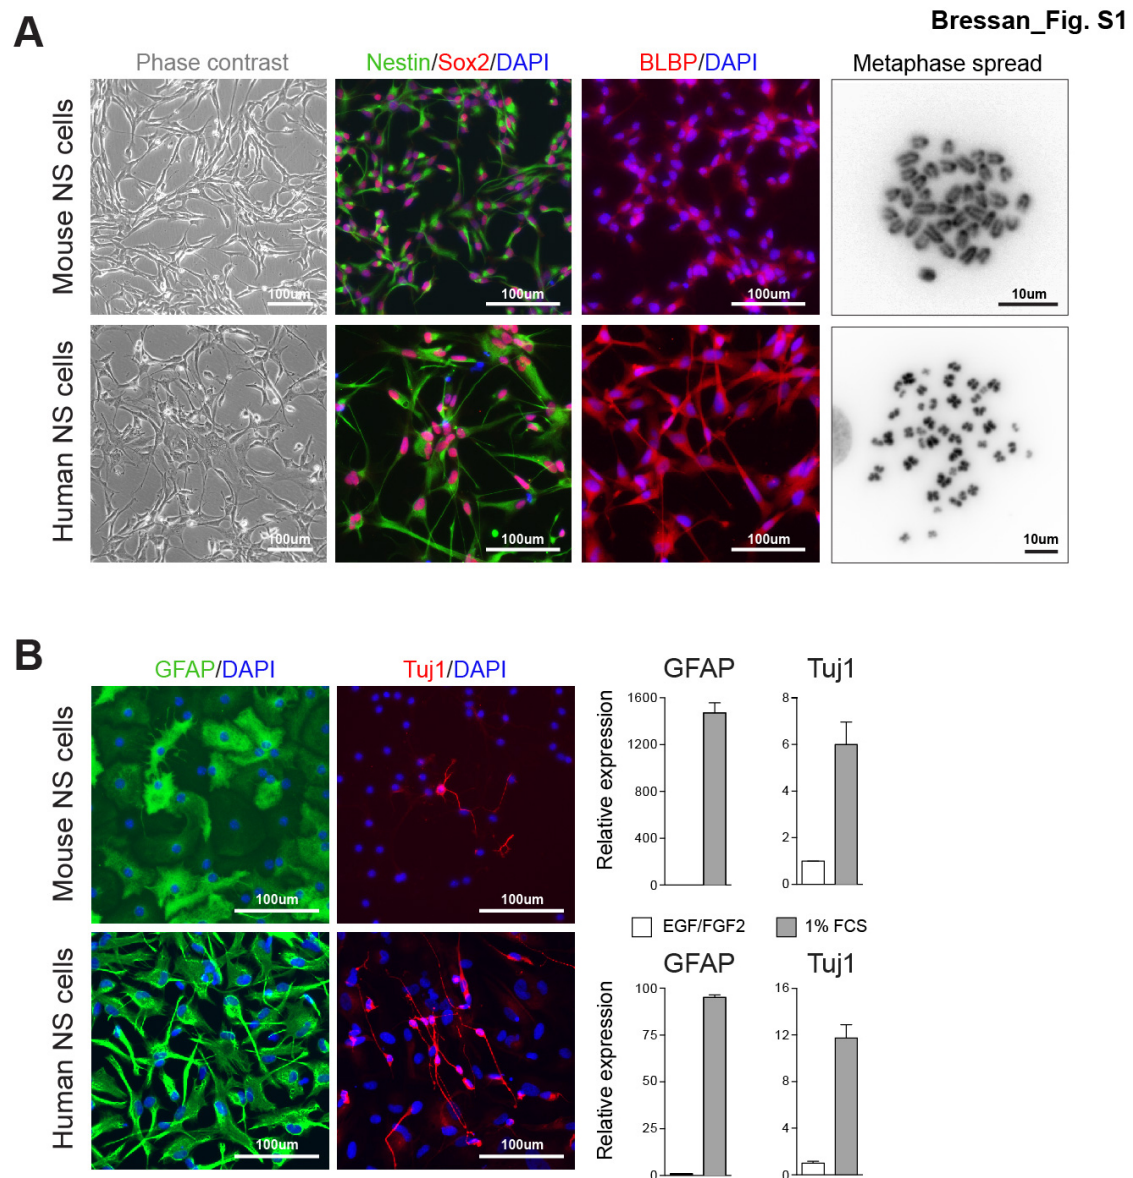 Bressan_Fig. S1
A
Phase contrast
Nestin/Sox2/DAPI
BLBP/DAPI
Metaphase spread
Mouse NS cells
100um
100um
100um
10um
Human NS cells
100um
100um
100um
10um
B
GFAP/DAPI
Tuj1/DAPI
GFAP
Tuj1
Mouse NS cells
100um
100um
Relative expression
1600
1200
800
400
0
8
6
4
2
0
EGF/FGF2
1% FCS
Human NS cells
100um
100um
GFAP
Tuj1
Relative expression
100
75
50
25
0
16
12
8
4
0